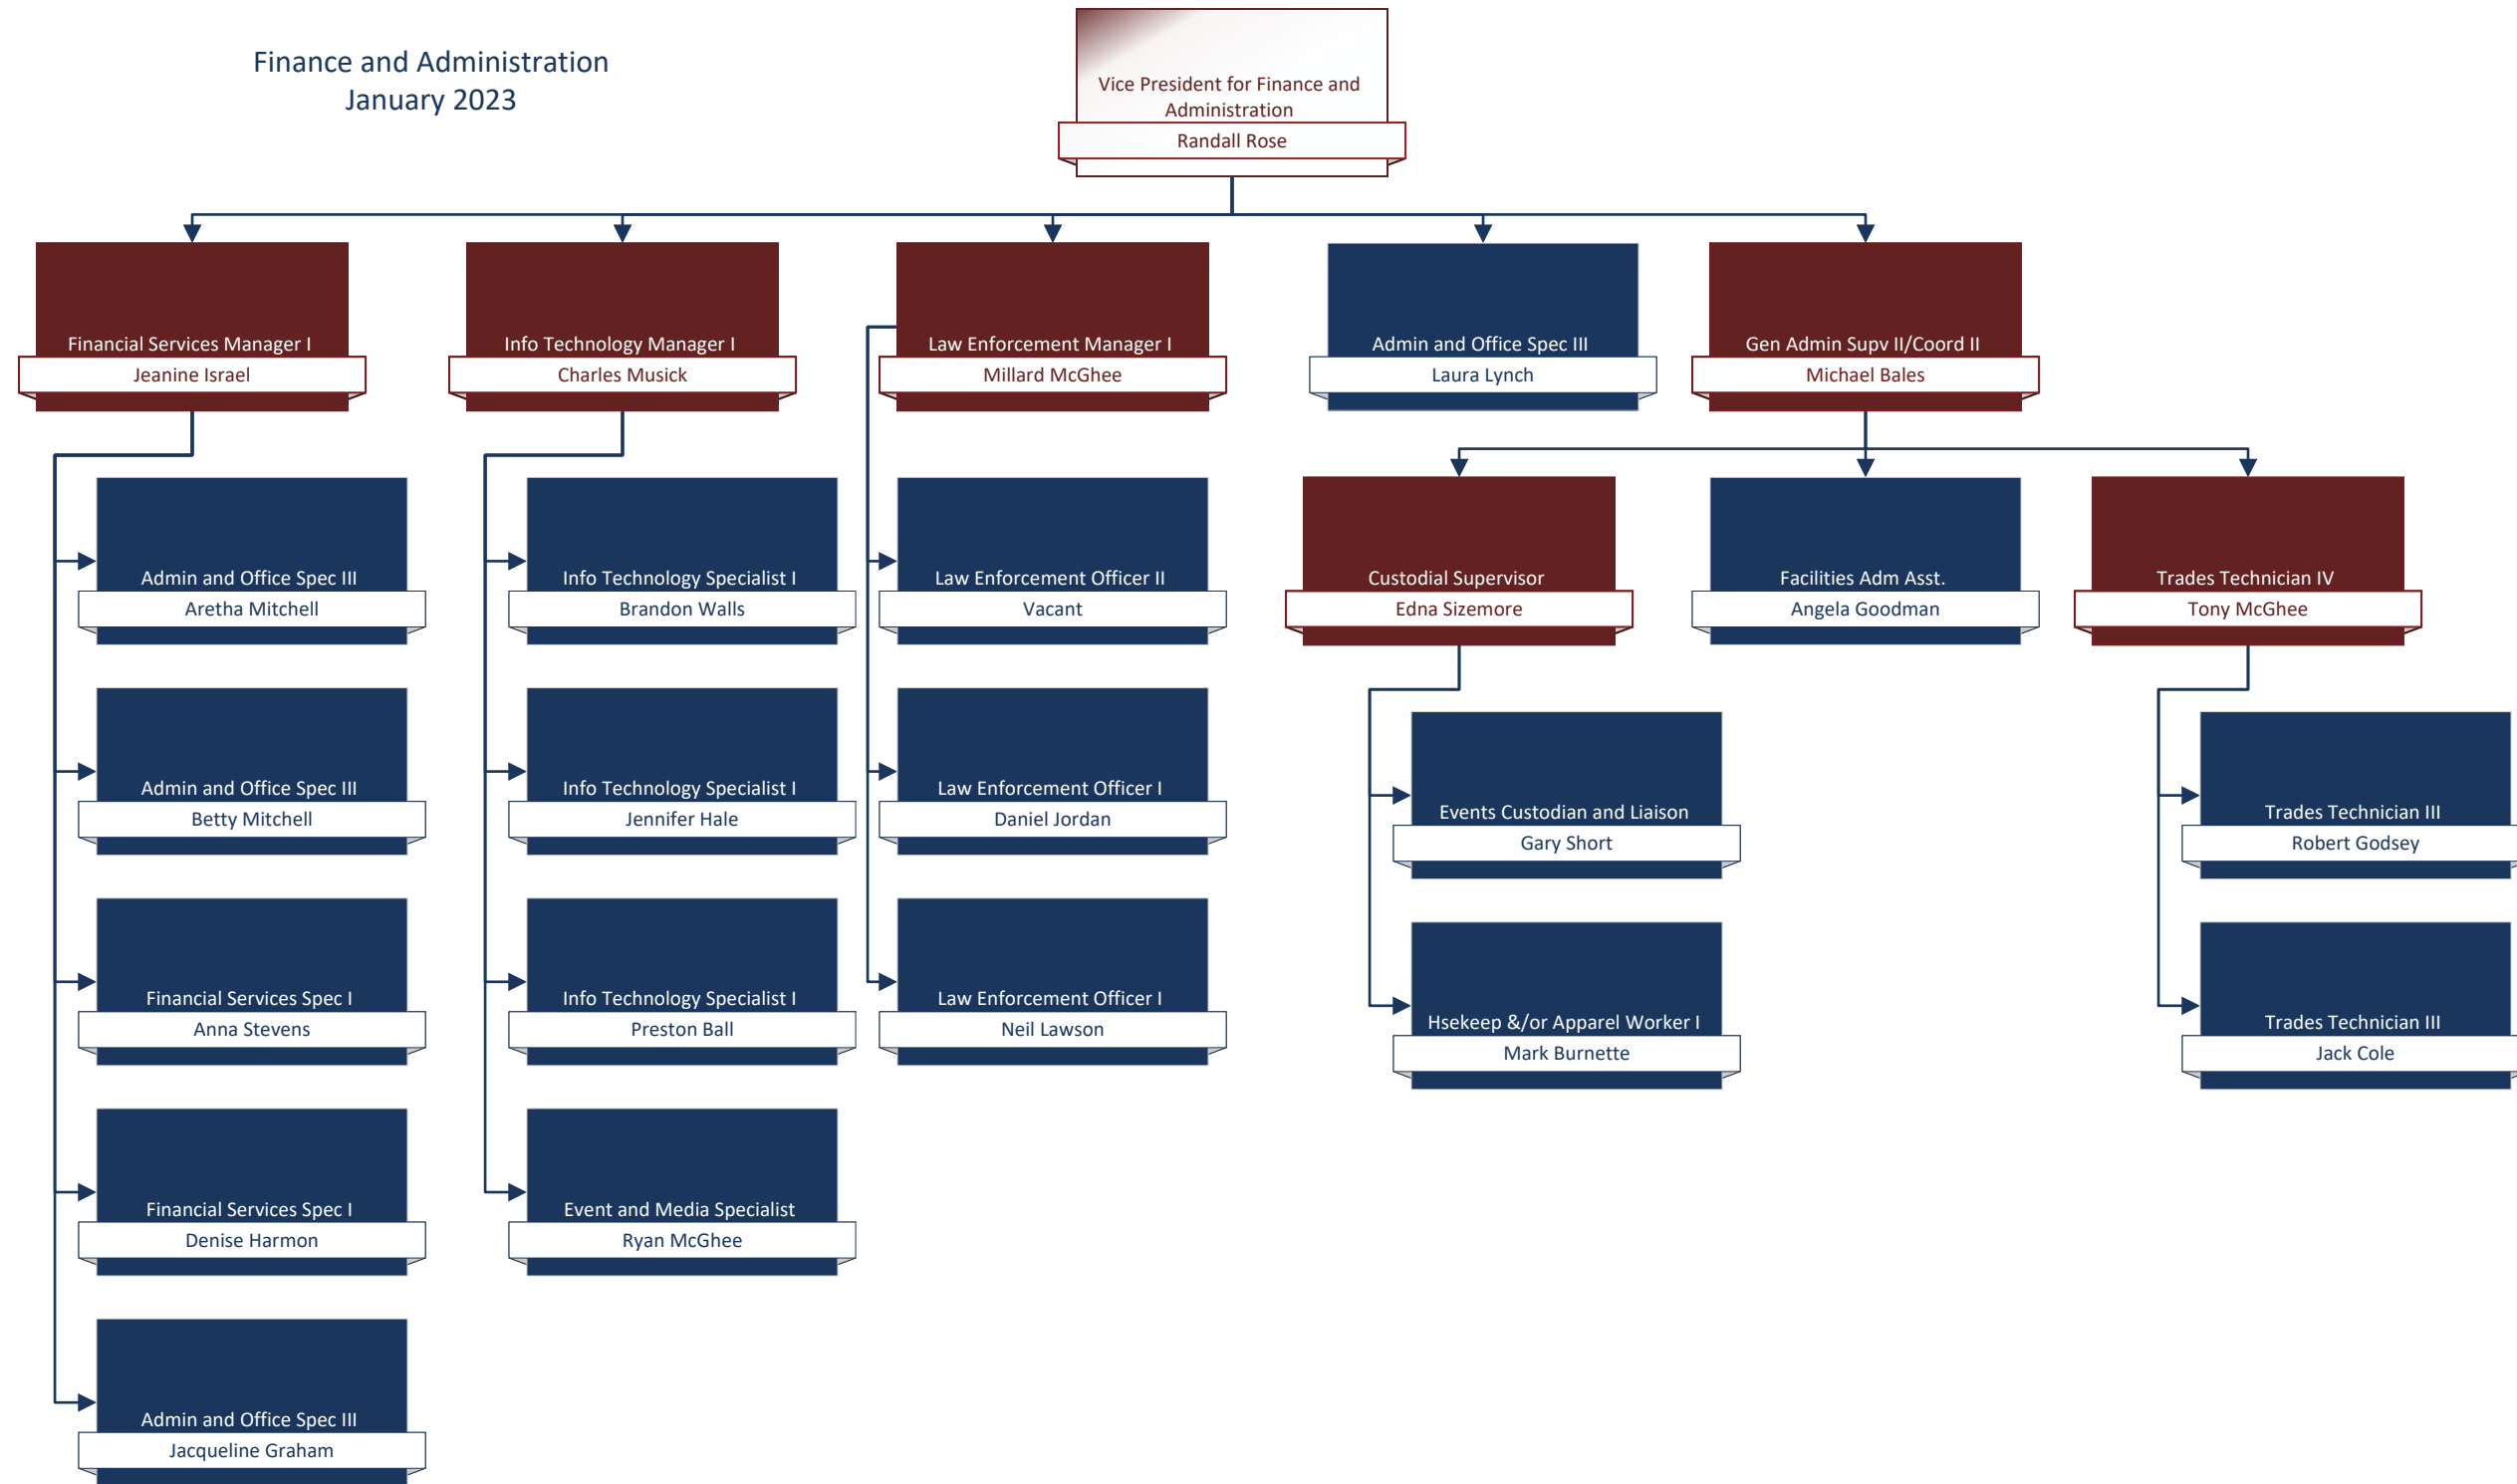 Finance and Administration
January 2023
Vice President for Finance and
Administration
Randall Rose
Financial Services Manager I
Jeanine Israel
Info Technology Manager I
Charles Musick
Law Enforcement Manager I
Millard McGhee
Admin and Office Spec III
Laura Lynch
Gen Admin Supv II/Coord II
Michael Bales
Admin and Office Spec III
Aretha Mitchell
Info Technology Specialist I
Brandon Walls
Law Enforcement Officer II
Vacant
Custodial Supervisor
Edna Sizemore
Facilities Adm Asst.
Angela Goodman
Trades Technician IV
Tony McGhee
Admin and Office Spec III
Betty Mitchell
Info Technology Specialist I
Jennifer Hale
Law Enforcement Officer I
Daniel Jordan
Events Custodian and Liaison
Gary Short
Trades Technician III
Robert Godsey
Financial Services Spec I
Anna Stevens
Info Technology Specialist I
Preston Ball
Law Enforcement Officer I
Neil Lawson
Hsekeep &/or Apparel Worker I
Mark Burnette
Trades Technician III
Jack Cole
Financial Services Spec I
Denise Harmon
Event and Media Specialist
Ryan McGhee
Admin and Office Spec III
Jacqueline Graham